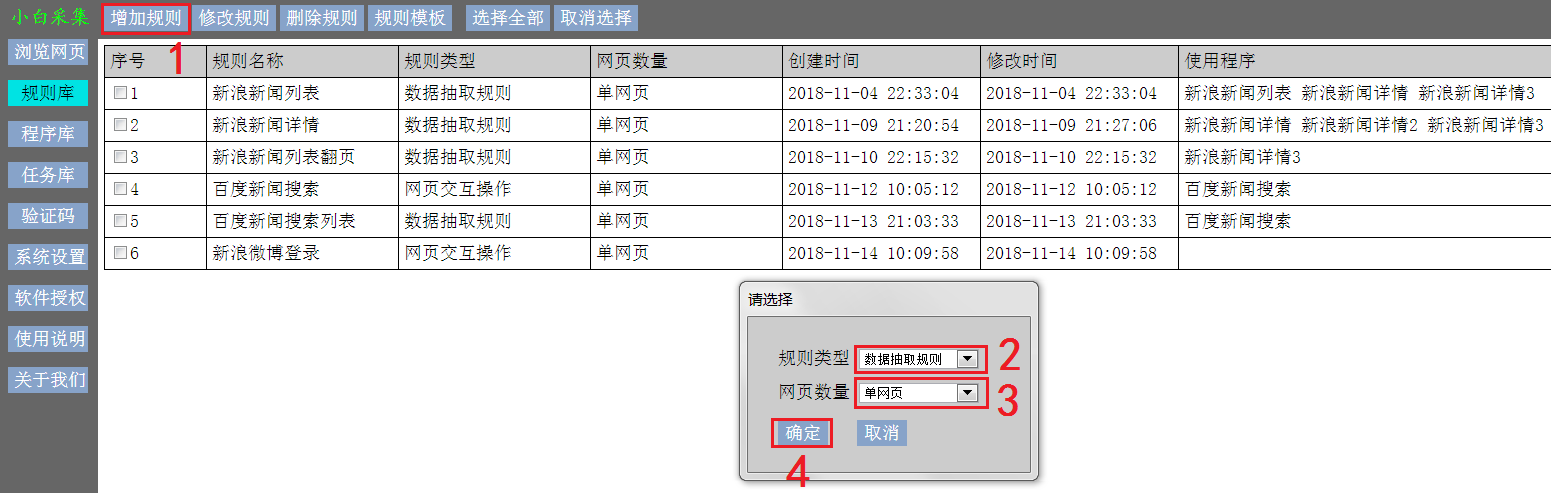 小白采集 增加规则 修改规则 删除规则 规则模板 选择全部 取消选择
1
浏览网页
规则库
程序库
任务库
验证码
系统设置
软件授权
使用说明
关于我们
序号 规则名称 规则类型 网页数量 创建时间 修改时间 使用程序
1 新浪新闻列表 数据抽取规则 单网页 2018-11-04 22:33:04 2018-11-04 22:33:04 新浪新闻列表 新浪新闻详情 新浪新闻详情3
2 新浪新闻详情 数据抽取规则 单网页 2018-11-09 21:20:54 2018-11-09 21:27:06 新浪新闻详情 新浪新闻详情2 新浪新闻详情3
3 新浪新闻列表翻页 数据抽取规则 单网页 2018-11-10 22:15:32 2018-11-10 22:15:32 新浪新闻详情3
4 百度新闻搜索 网页交互操作 单网页 2018-11-12 10:05:12 2018-11-12 10:05:12 百度新闻搜索
5 百度新闻搜索列表 数据抽取规则 单网页 2018-11-13 21:03:33 2018-11-13 21:03:33 百度新闻搜索
6 新浪微博登录 网页交互操作 单网页 2018-11-14 10:09:58 2018-11-14 10:09:58
请选择
规则类型 数据抽取规则 2
网页数量 单网页 3
确定 取消
4